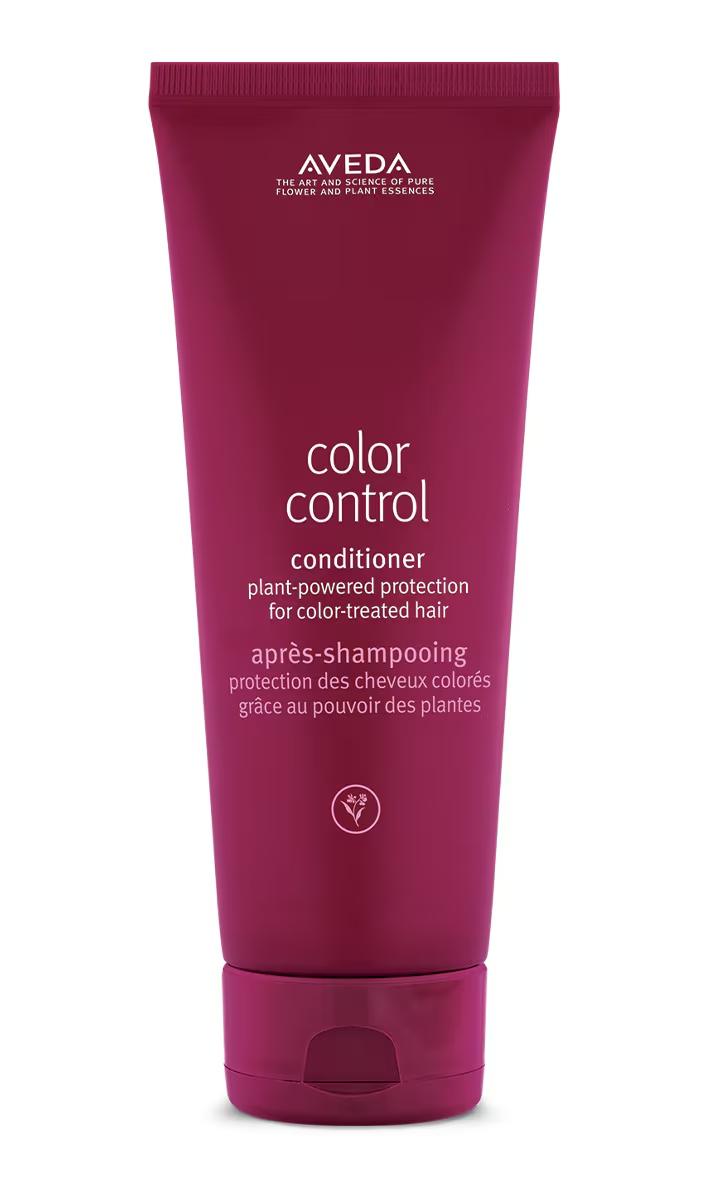 AVEDA
THE ART AND SCIENCE OF PURE
FLOWER AND PLANT ESSENCES
color
control
conditioner
plant-powered protection
for color-treated hair
après-shampooing
protection des cheveux colorés
grâce au pouvoir des plantes